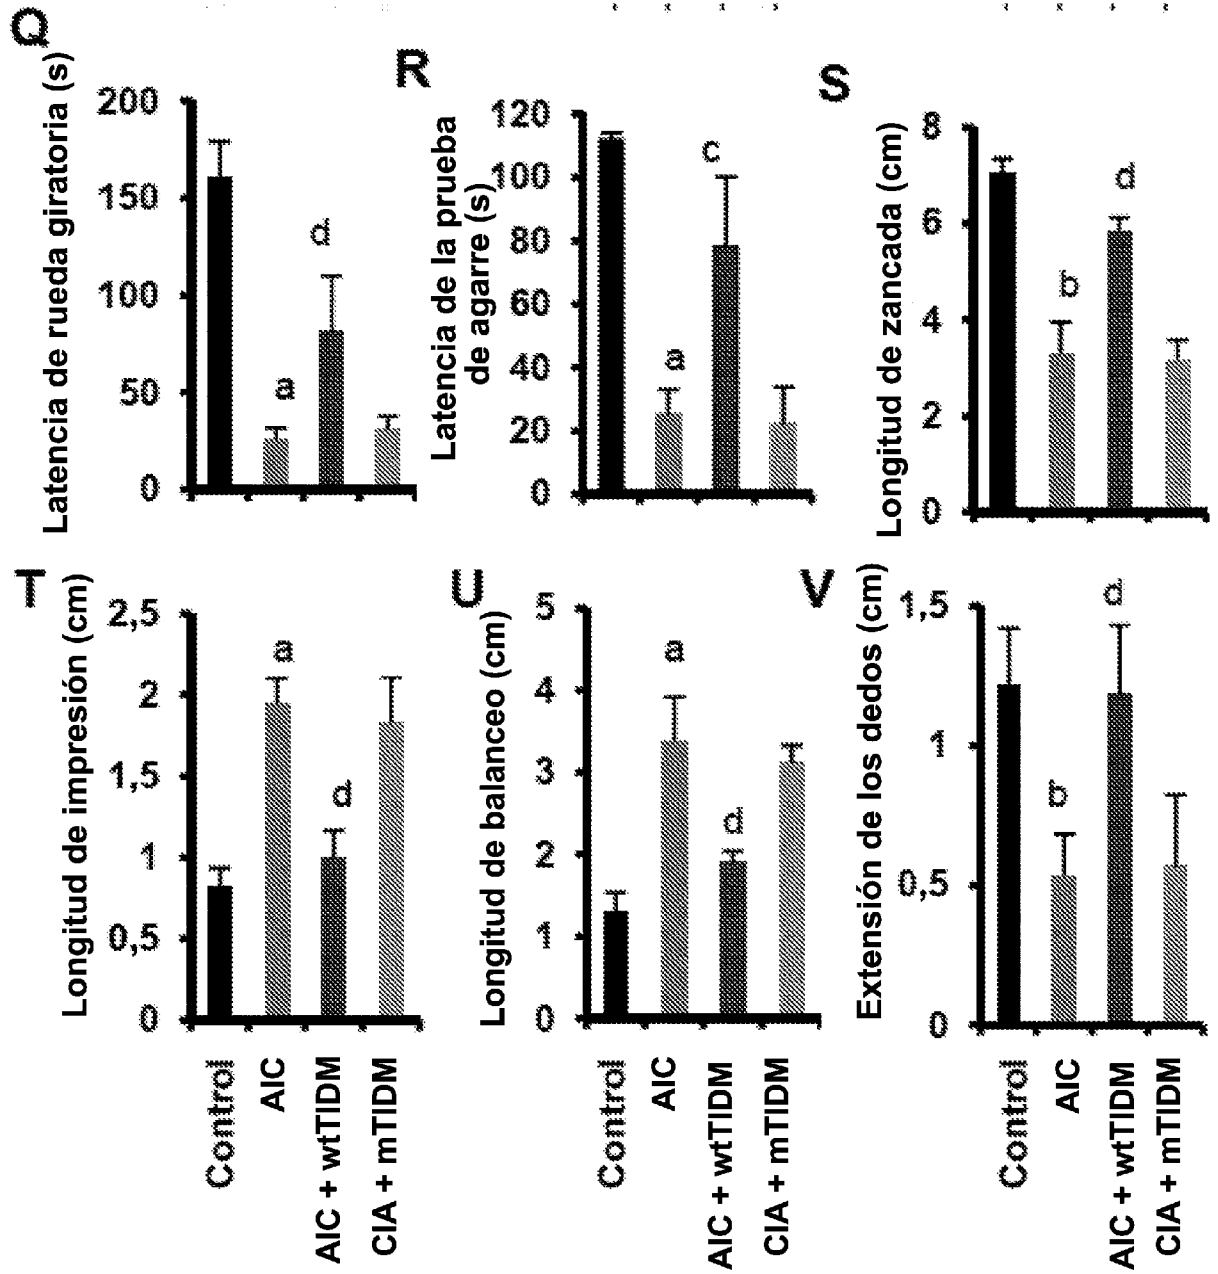 Q
Latencia de rueda giratoria (s)
200
150
100
50
0
a
d
R
Latencia de la prueba
de agarre (s)
120
100
80
60
40
20
0
a
c
S
Longitud de zancada (cm)
8
6
4
2
0
b
d
T
Longitud de impresión (cm)
2,5
2
1,5
1
0,5
0
a
d
U
Longitud de balanceo (cm)
5
4
3
2
1
0
a
d
V
Extensión de los dedos (cm)
1,5
1
0,5
0
b
d
Control
AIC
AIC + wtTIDM
CIA + mTIDM
Control
AIC
AIC + wtTIDM
CIA + mTIDM
Control
AIC
AIC + wtTIDM
CIA + mTIDM